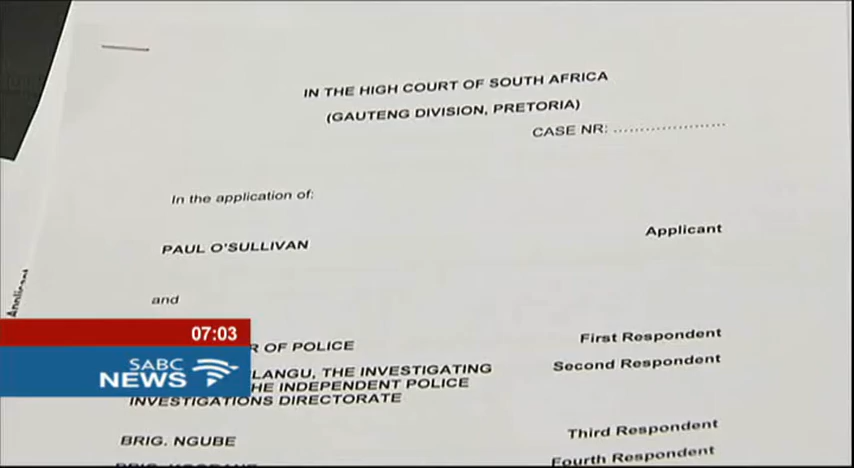 IN THE HIGH COURT OF SOUTH AFRICA
(GAUTENG DIVISION, PRETORIA)
CASE NR: .....................
In the application of:
PAUL O'SULLIVAN Applicant
and
Applicant
07:03
R OF POLICE First Respondent
SABC
NEWS
LANGU, THE INVESTIGATING Second Respondent
HE INDEPENDENT POLICE
INVESTIGATIONS DIRECTORATE
BRIG. NGUBE Third Respondent
Fourth Respondent